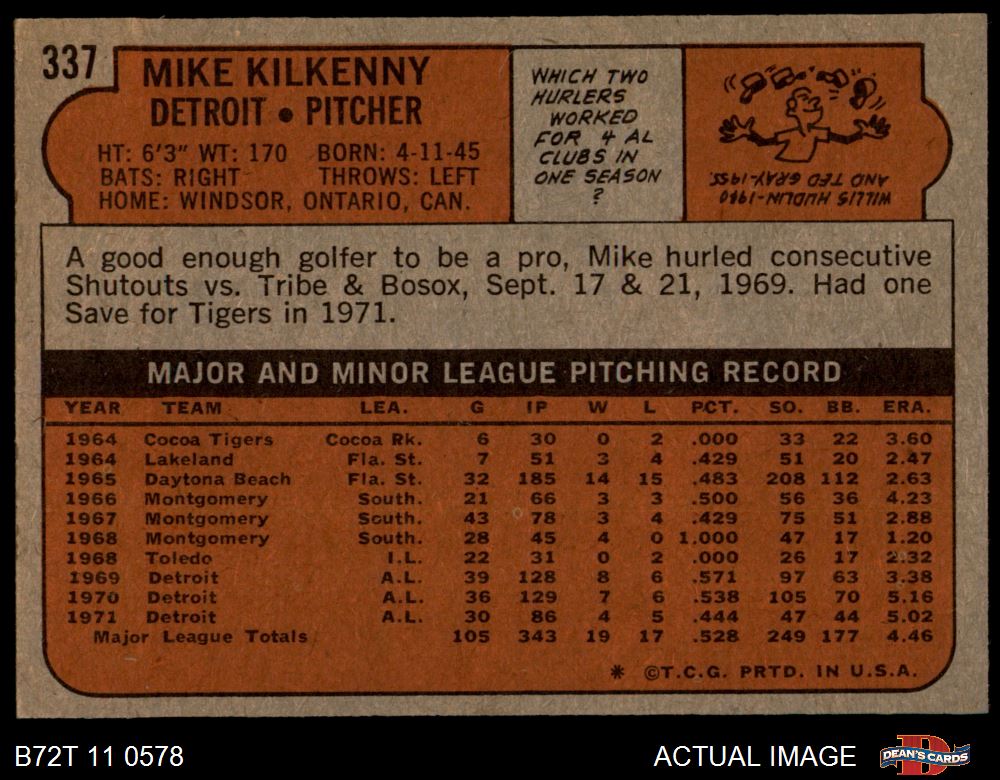 337
MIKE KILKENNY
DETROIT • PITCHER
HT: 6'3" WT: 170 BORN: 4-11-45
BATS: RIGHT THROWS: LEFT
HOME: WINDSOR, ONTARIO, CAN.
WHICH TWO
HURLERS
WORKED
FOR 4 AL
CLUBS IN
ONE SEASON
?
WILLIS HUDLIN-1940
AND TED GRAY-1955.
A good enough golfer to be a pro, Mike hurled consecutive
Shutouts vs. Tribe & Bosox, Sept. 17 & 21, 1969. Had one
Save for Tigers in 1971.
MAJOR AND MINOR LEAGUE PITCHING RECORD
YEAR TEAM LEA. G IP W L PCT. SO. BB. ERA.
1964 Cocoa Tigers Cocoa Rk. 6 30 0 2 .000 33 22 3.60
1964 Lakeland Fla. St. 7 51 3 4 .429 51 20 2.47
1965 Daytona Beach Fla. St. 32 185 14 15 .483 208 112 2.63
1966 Montgomery South. 21 66 3 3 .500 56 36 4.23
1967 Montgomery South. 43 78 3 4 .429 75 51 2.88
1968 Montgomery South. 28 45 4 0 1.000 47 17 1.20
1968 Toledo I.L. 22 31 0 2 .000 26 17 2.32
1969 Detroit A.L. 39 128 8 6 .571 97 63 3.38
1970 Detroit A.L. 36 129 7 6 .538 105 70 5.16
1971 Detroit A.L. 30 86 4 5 .444 47 44 5.02
Major League Totals 105 343 19 17 .528 249 177 4.46
* ©T.C.G. PRTD. IN U.S.A.
B72T 11 0578
ACTUAL IMAGE
DEAN'S CARDS